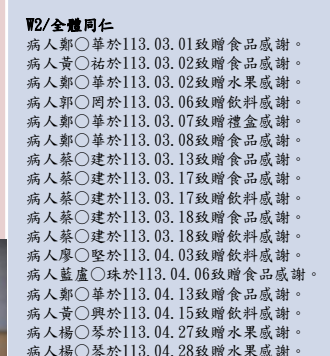 W2/全體同仁
病人鄭○華於113.03.01致贈食品感謝。
病人黃○祐於113.03.02致贈食品感謝。
病人鄭○華於113.03.02致贈水果感謝。
病人郭○罔於113.03.06致贈飲料感謝。
病人鄭○華於113.03.07致贈禮盒感謝。
病人鄭○華於113.03.08致贈食品感謝。
病人蔡○建於113.03.13致贈食品感謝。
病人蔡○建於113.03.17致贈食品感謝。
病人蔡○建於113.03.17致贈飲料感謝。
病人蔡○建於113.03.18致贈食品感謝。
病人蔡○建於113.03.18致贈飲料感謝。
病人廖○堅於113.04.03致贈飲料感謝。
病人藍盧○珠於113.04.06致贈食品感謝。
病人鄭○華於113.04.13致贈食品感謝。
病人黃○興於113.04.15致贈飲料感謝。
病人楊○琴於113.04.27致贈水果感謝。
病人楊○琴於113.04.28致贈水果感謝。